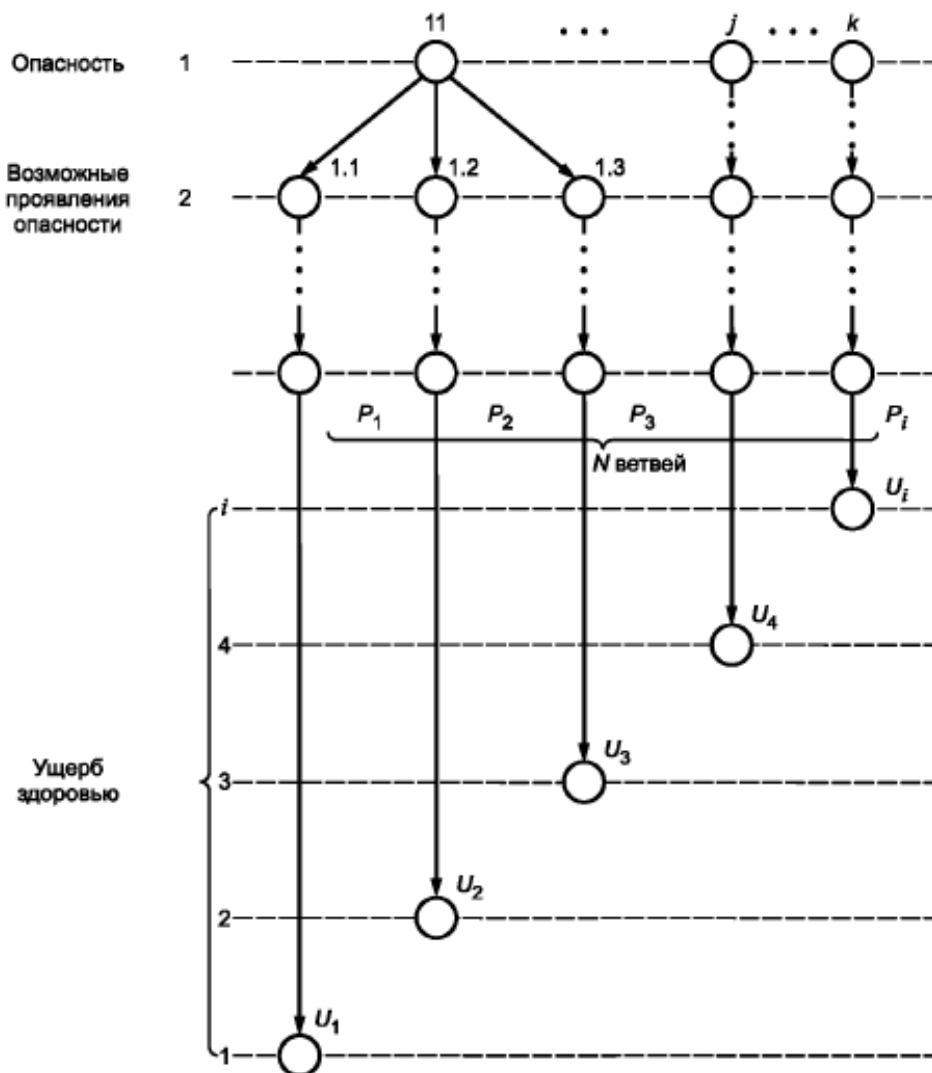 11 • • • j • • • k
Опасность 1
1.1 1.2 1.3
Возможные
проявления 2
опасности
P1 P2 P3 Pi
N ветвей
Ui
i
U4
4
U3
Ущерб 3
здоровью
U2
2
U1
1